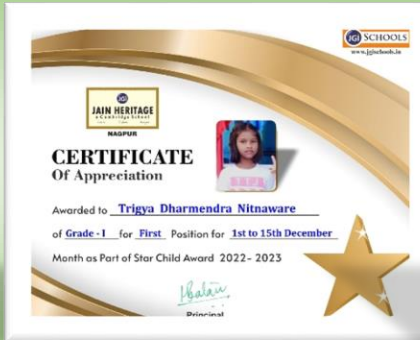 JGI SCHOOLS
www.jgischools.in
JGI
JAIN HERITAGE
a Cambridge School
NAGPUR
CERTIFICATE
Of Appreciation
Awarded to Trigya Dharmendra Nitnaware
of Grade - I for First Position for 1st to 15th December
Month as Part of Star Child Award 2022- 2023
Principal